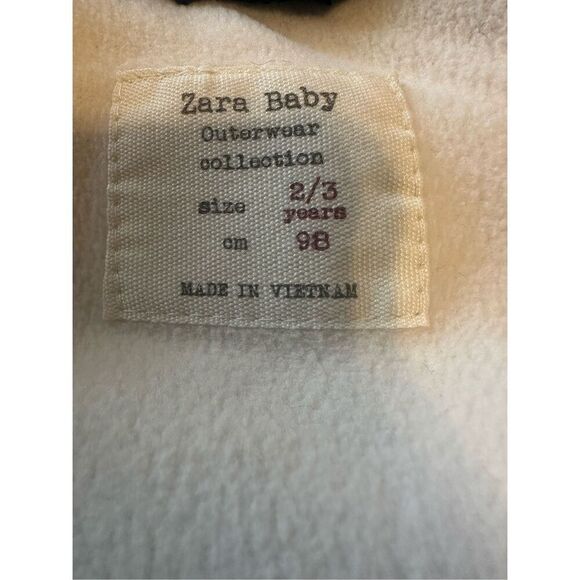 Zara Baby
Outerwear
collection
size 2/3 years
cm 98
MADE IN VIETNAM